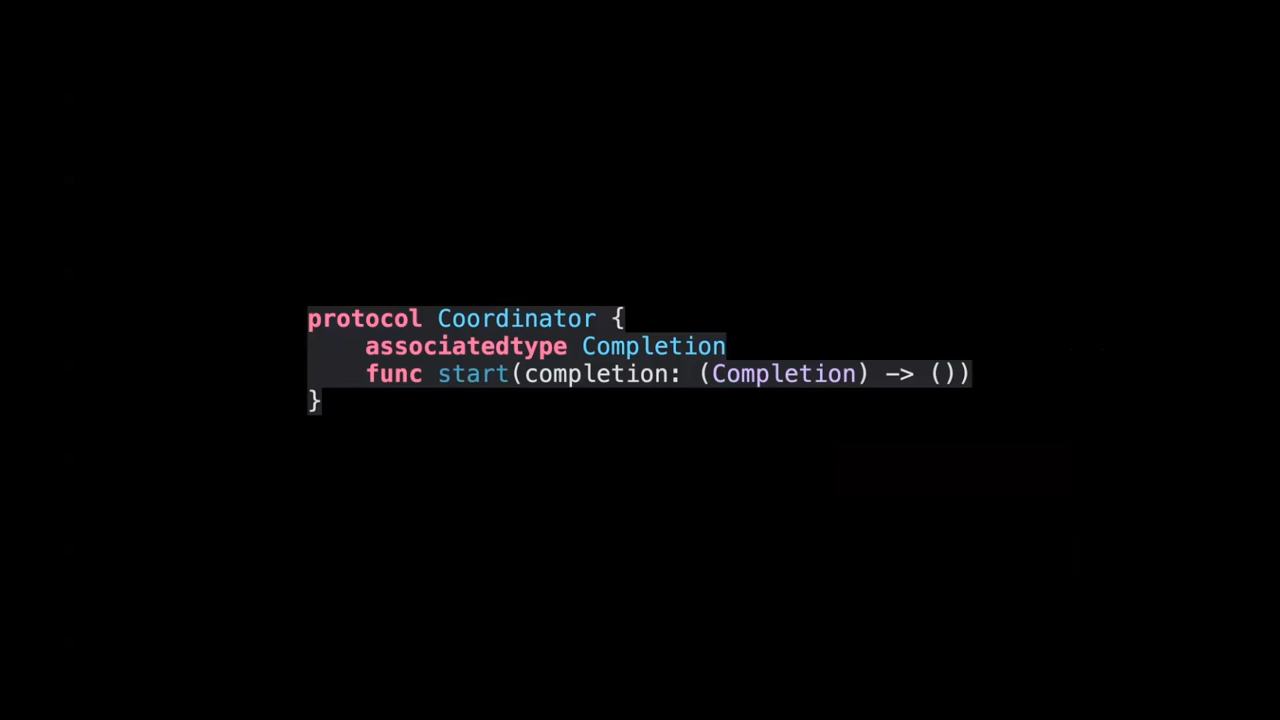 protocol Coordinator {
    associatedtype Completion
    func start(completion: (Completion) -> ())
}